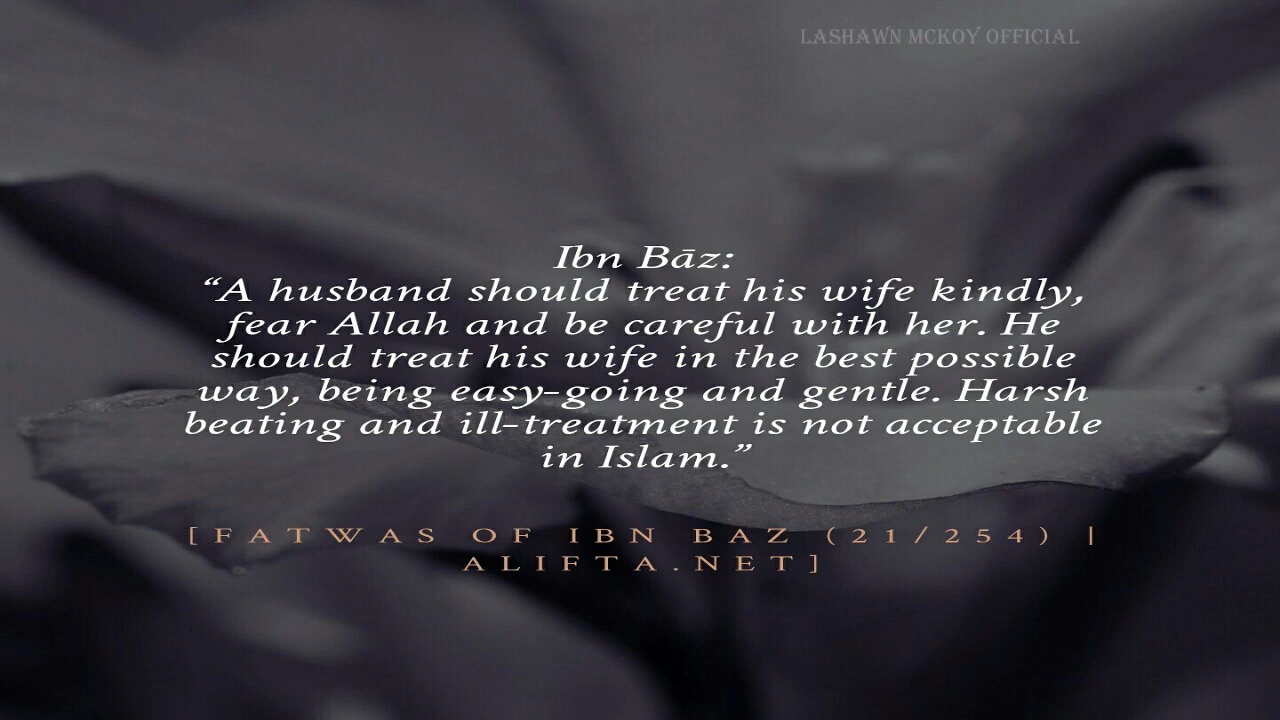 LASHAWN MCKOY OFFICIAL
Ibn Bāz:
“A husband should treat his wife kindly,
fear Allah and be careful with her. He
should treat his wife in the best possible
way, being easy-going and gentle. Harsh
beating and ill-treatment is not acceptable
in Islam.”
[FATWAS OF IBN BAZ (21/254) |
ALIFTA.NET]